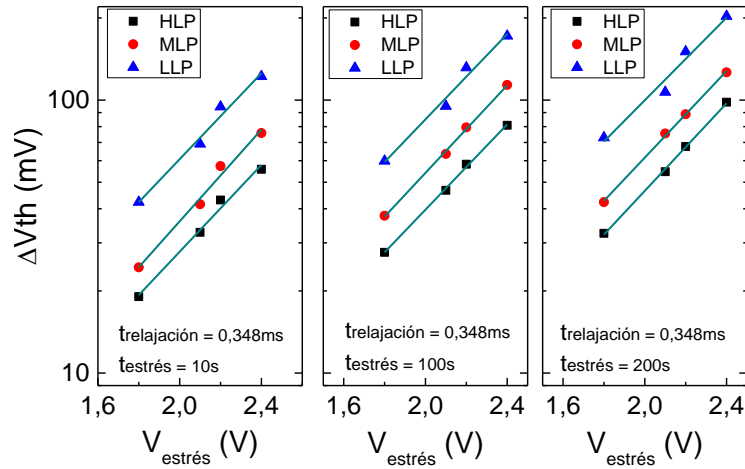 HLP
MLP
LLP
HLP
MLP
LLP
HLP
MLP
LLP
100
10
ΔVth (mV)
trelajación = 0,348ms
testrés = 10s
trelajación = 0,348ms
testrés = 100s
trelajación = 0,348ms
testrés = 200s
1,6 2,0 2,4 1,6 2,0 2,4 1,6 2,0 2,4
Vestrés (V) Vestrés (V) Vestrés (V)